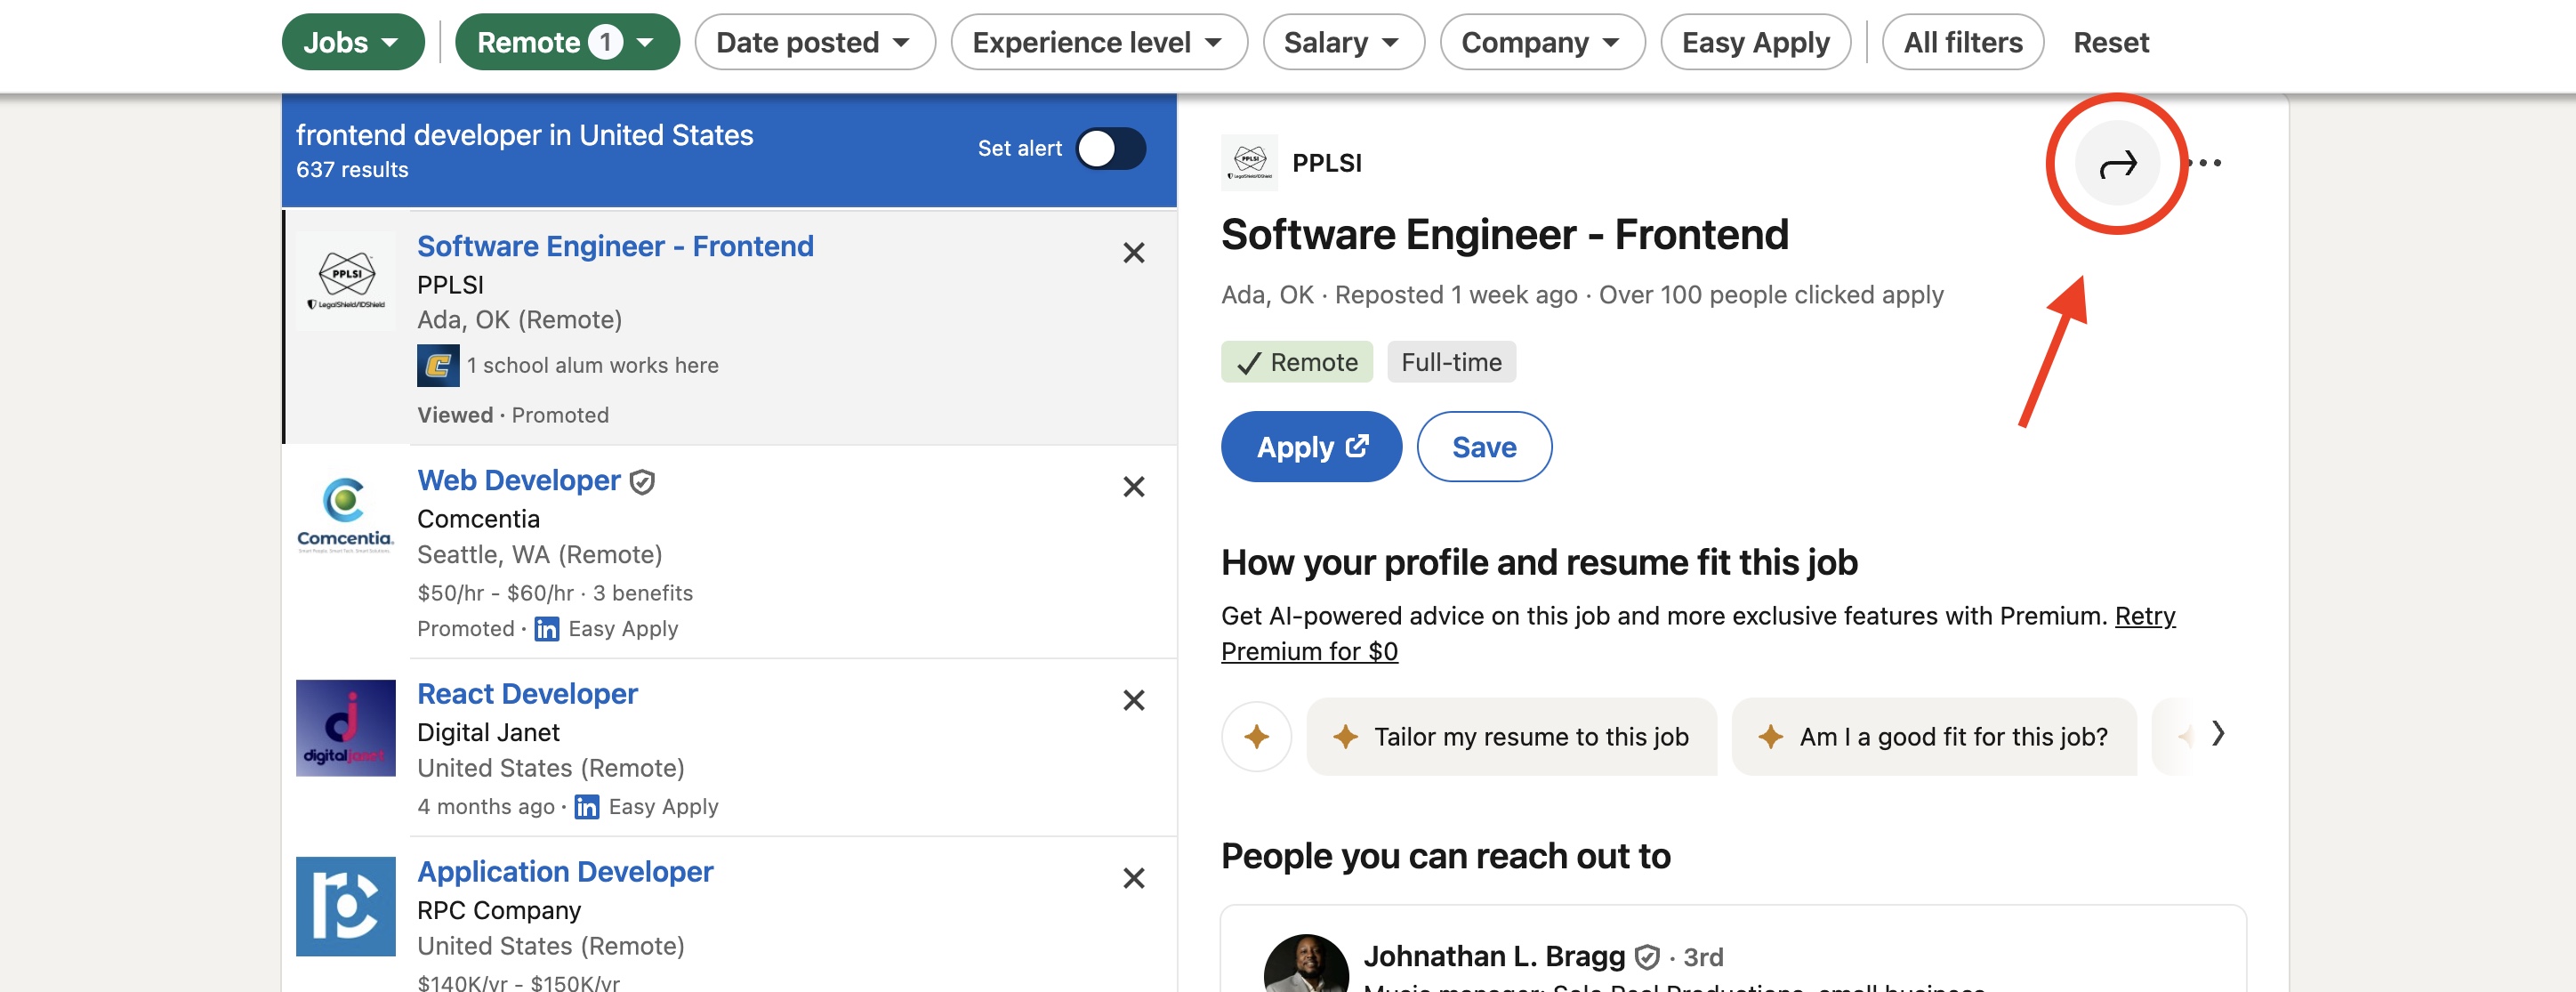 Jobs
Remote 1
Date posted
Experience level
Salary
Company
Easy Apply
All filters
Reset
frontend developer in United States
637 results
Set alert
PPLSI
LegalShield/IDShield
Software Engineer - Frontend
PPLSI
Ada, OK (Remote)
C
1 school alum works here
Viewed · Promoted
Comcentia
Web Developer
Comcentia
Seattle, WA (Remote)
$50/hr - $60/hr · 3 benefits
Promoted · in Easy Apply
digitaljanet
React Developer
Digital Janet
United States (Remote)
4 months ago · in Easy Apply
Application Developer
RPC Company
United States (Remote)
$140K/yr - $150K/yr
PPLSI
PPLSI
Software Engineer - Frontend
Ada, OK · Reposted 1 week ago · Over 100 people clicked apply
Remote
Full-time
Apply
Save
How your profile and resume fit this job
Get AI-powered advice on this job and more exclusive features with Premium. Retry
Premium for $0
Tailor my resume to this job
Am I a good fit for this job?
People you can reach out to
Johnathan L. Bragg · 3rd